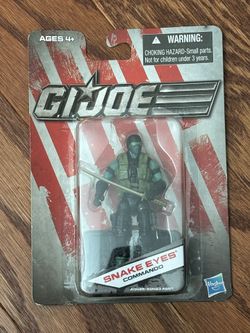 AGES 4+
WARNING:
CHOKING HAZARD-Small parts.
Not for children under 3 years.
G.I. JOE
SNAKE EYES
COMMANDO
Hasbro